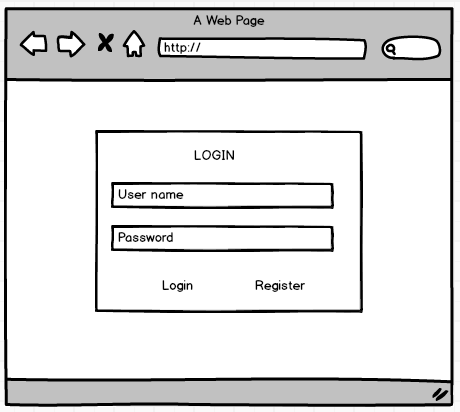 A Web Page
http://
LOGIN
User name
Password
Login Register